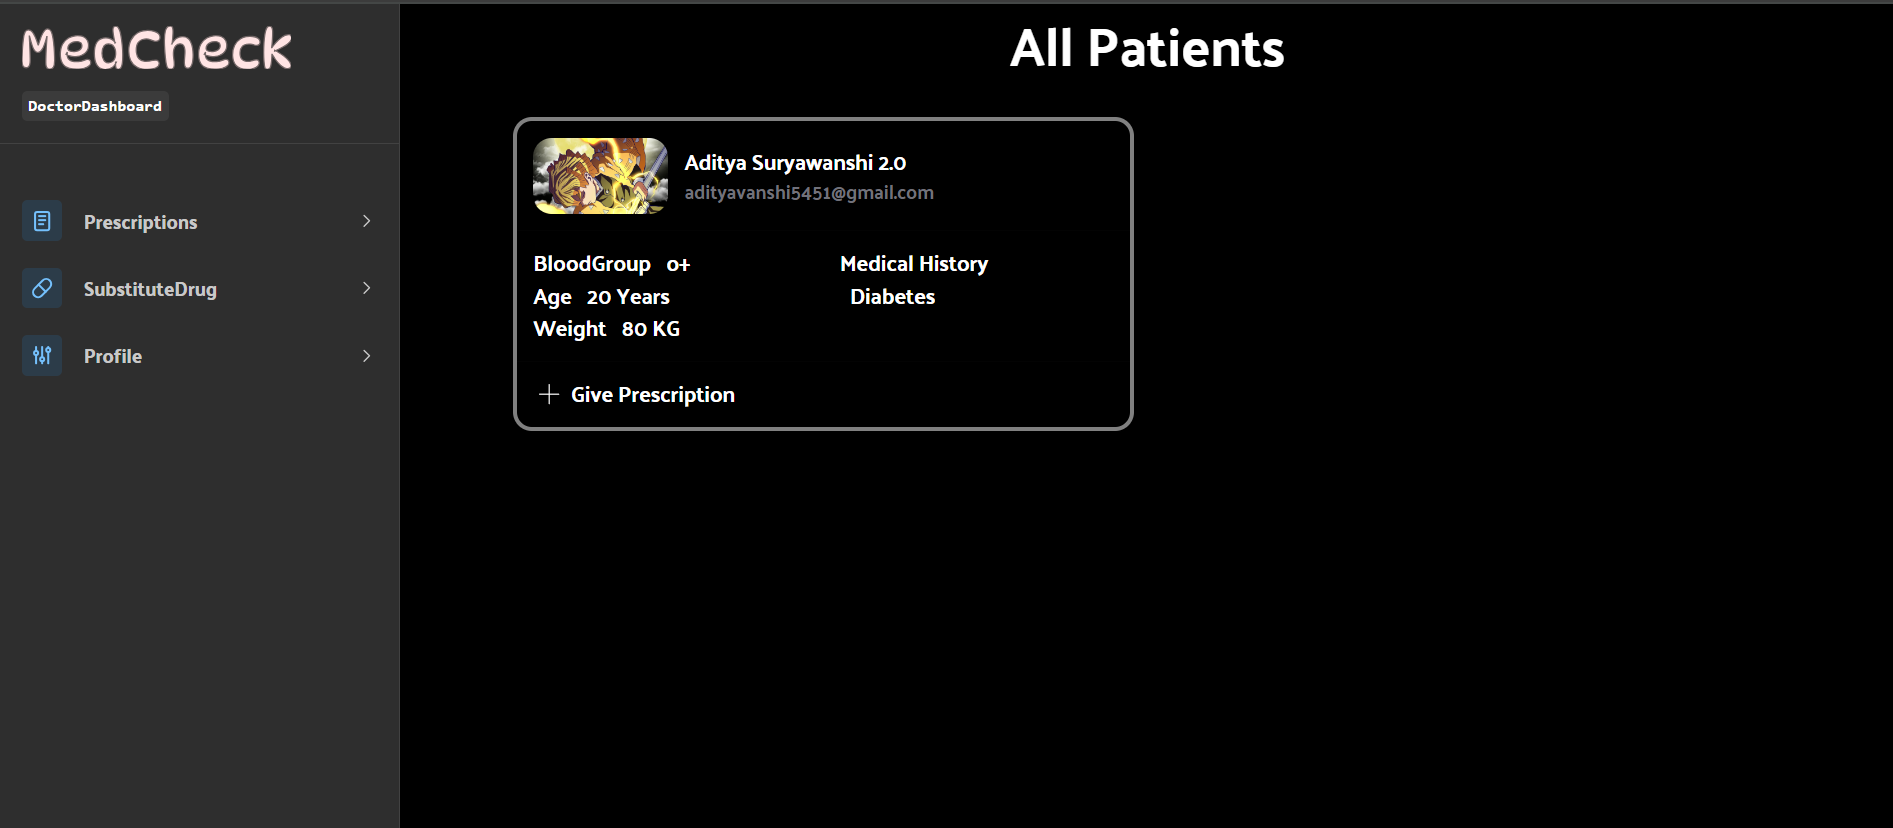 MedCheck
DoctorDashboard
Prescriptions
SubstituteDrug
Profile
All Patients
Aditya Suryawanshi 2.0
adityavanshi5451@gmail.com
BloodGroup o+
Age 20 Years
Weight 80 KG
Medical History
Diabetes
Give Prescription